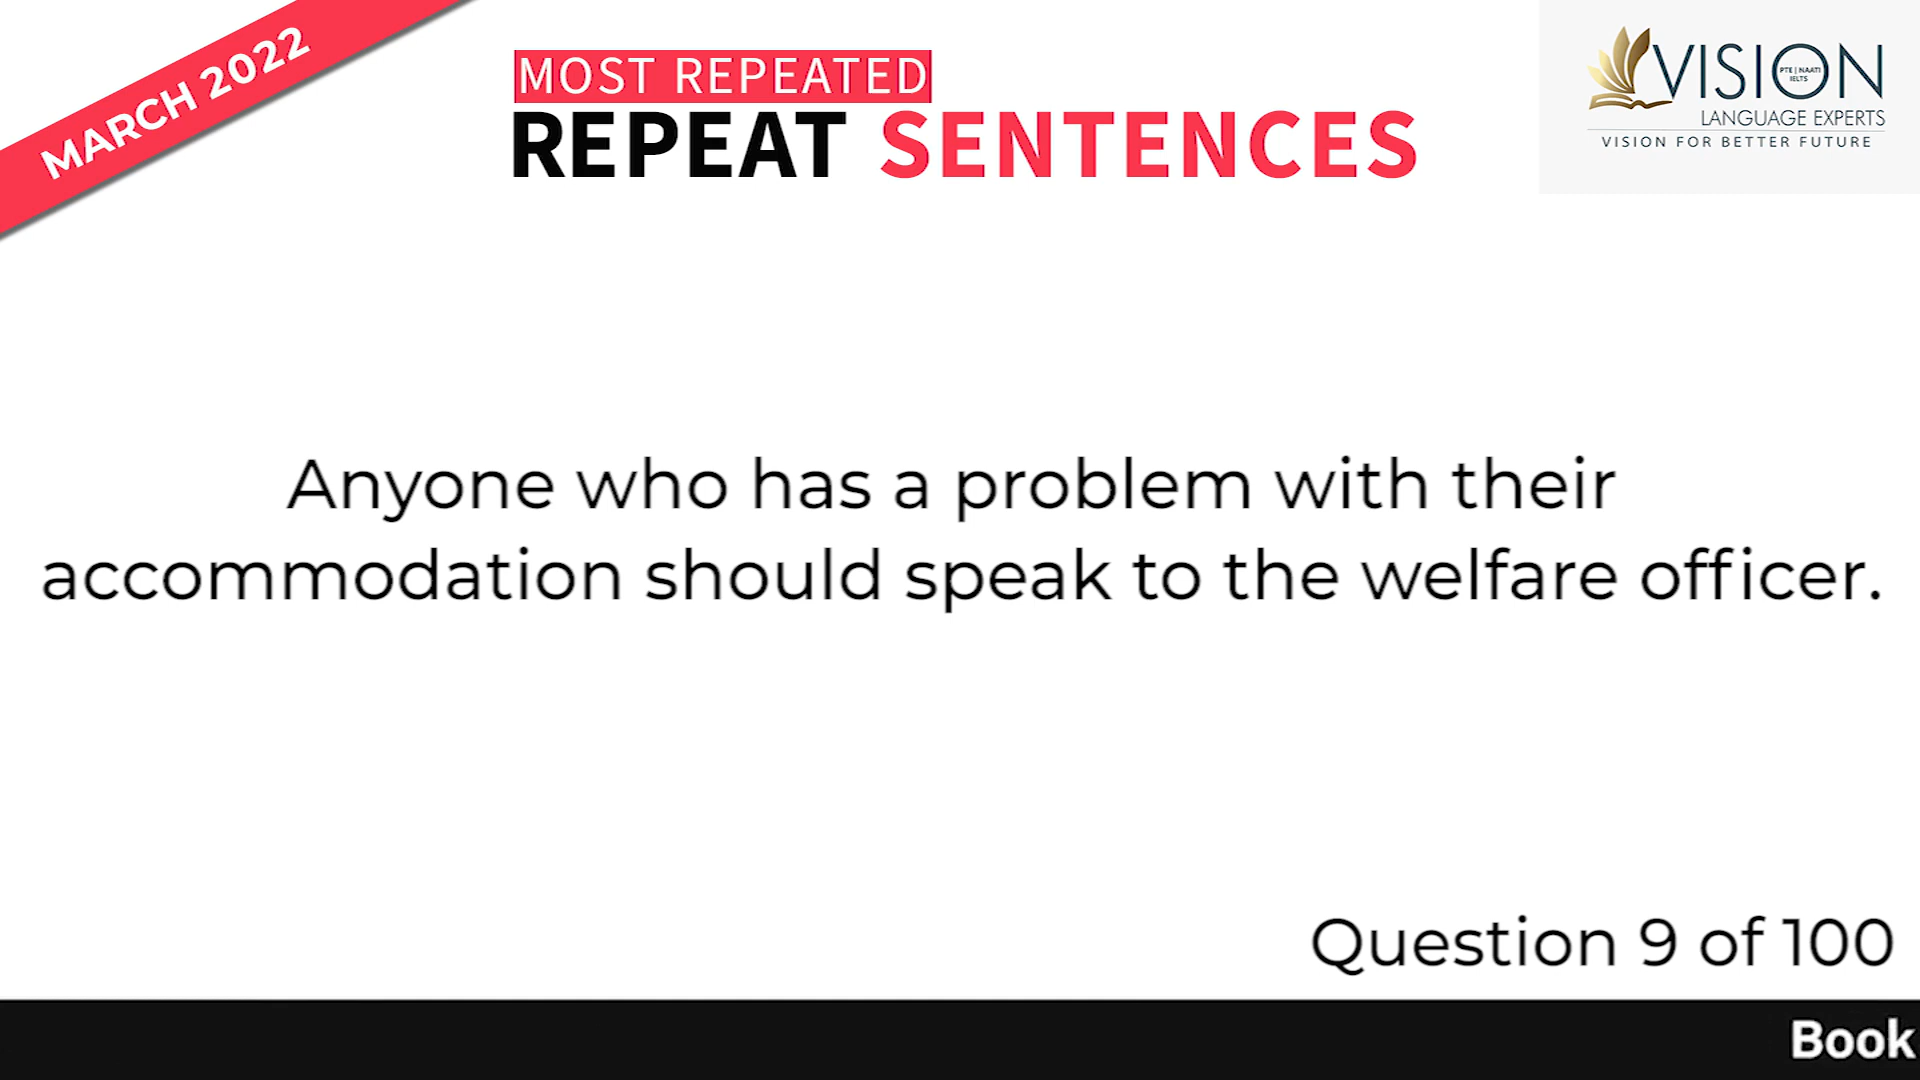 MARCH 2022
MOST REPEATED
REPEAT SENTENCES
VISION
PTE | NAATI
IELTS
LANGUAGE EXPERTS
VISION FOR BETTER FUTURE
Anyone who has a problem with their
accommodation should speak to the welfare officer.
Question 9 of 100
Book